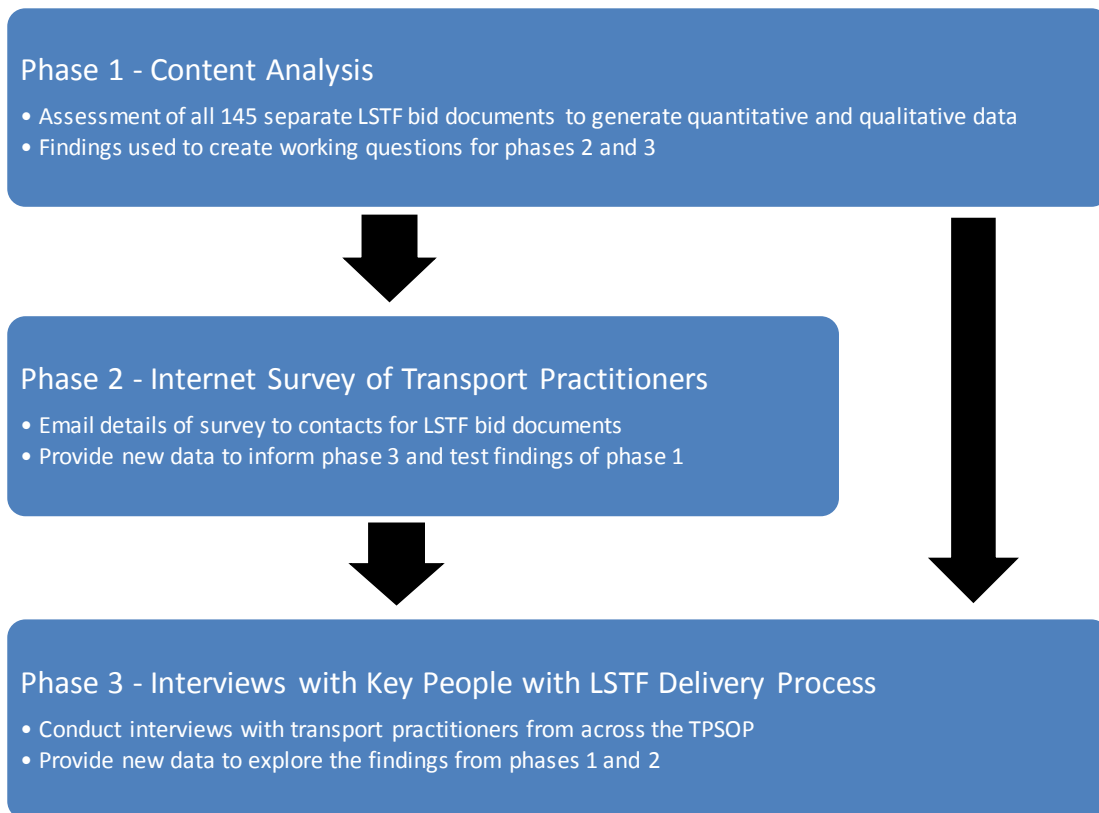 Phase 1 - Content Analysis
• Assessment of all 145 separate LSTF bid documents to generate quantitative and qualitative data
• Findings used to create working questions for phases 2 and 3
Phase 2 - Internet Survey of Transport Practitioners
• Email details of survey to contacts for LSTF bid documents
• Provide new data to inform phase 3 and test findings of phase 1
Phase 3 - Interviews with Key People with LSTF Delivery Process
• Conduct interviews with transport practitioners from across the TPSOP
• Provide new data to explore the findings from phases 1 and 2